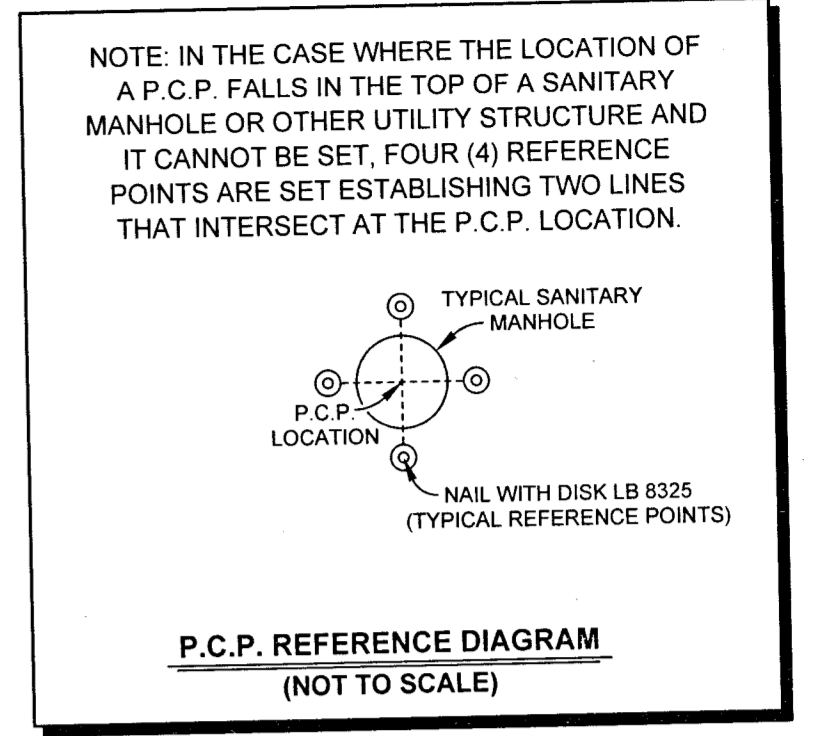 NOTE: IN THE CASE WHERE THE LOCATION OF
A P.C.P. FALLS IN THE TOP OF A SANITARY
MANHOLE OR OTHER UTILITY STRUCTURE AND
IT CANNOT BE SET, FOUR (4) REFERENCE
POINTS ARE SET ESTABLISHING TWO LINES
THAT INTERSECT AT THE P.C.P. LOCATION.
TYPICAL SANITARY
MANHOLE
P.C.P.
LOCATION
NAIL WITH DISK LB 8325
(TYPICAL REFERENCE POINTS)
P.C.P. REFERENCE DIAGRAM
(NOT TO SCALE)